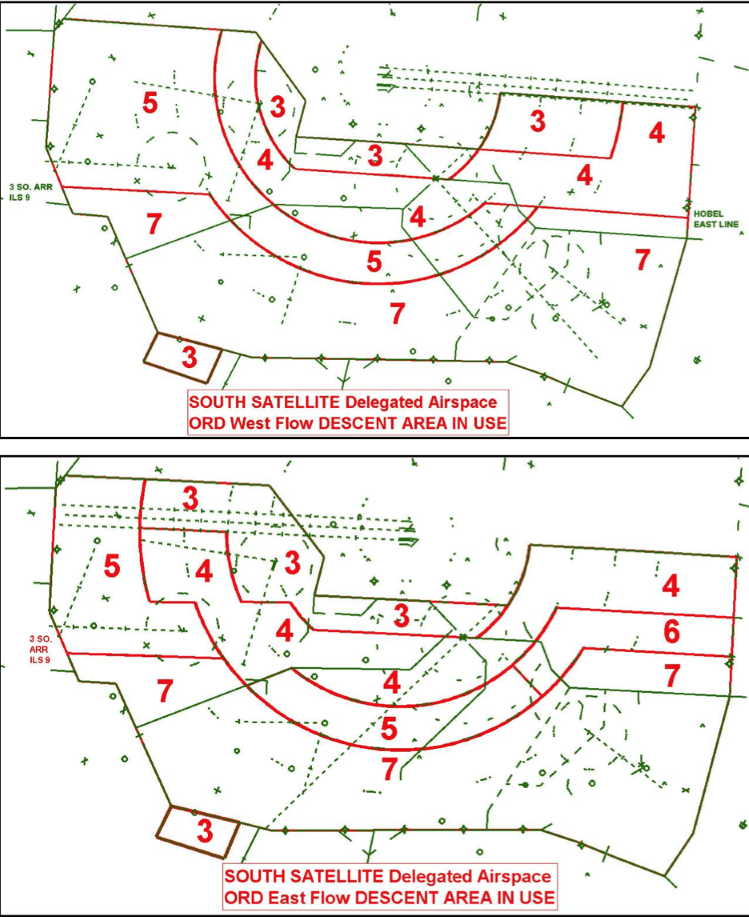 3
5
3
4
4
3
4
3 SO. ARR
ILS 9
4
7
HOBEL
EAST LINE
5
7
7
3
SOUTH SATELLITE Delegated Airspace
ORD West Flow DESCENT AREA IN USE
3
5
4
3
4
3
4
6
3 SO.
ARR
ILS 9
7
4
7
5
7
3
SOUTH SATELLITE Delegated Airspace
ORD East Flow DESCENT AREA IN USE